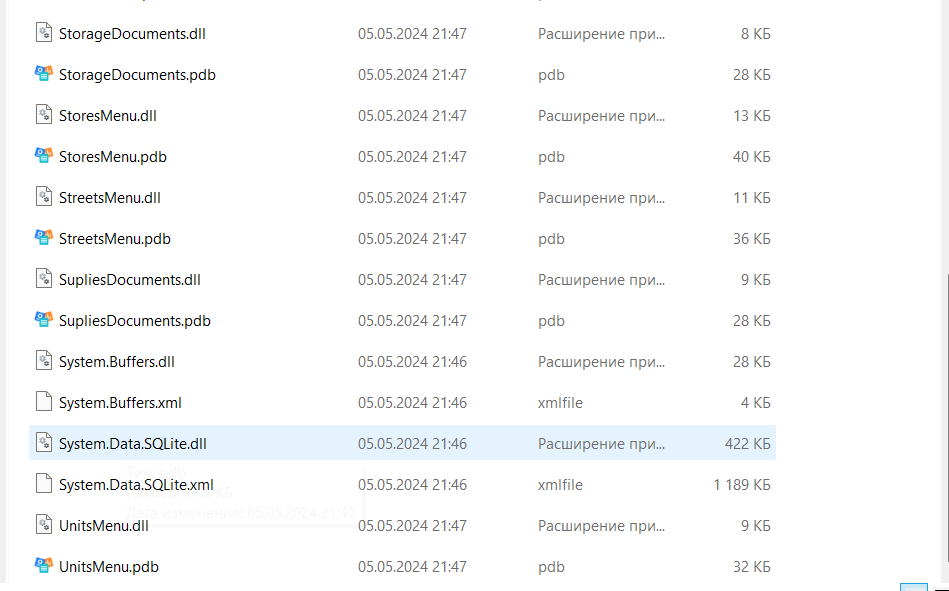 StorageDocuments.dll 05.05.2024 21:47 Расширение при... 8 КБ
StorageDocuments.pdb 05.05.2024 21:47 pdb 28 КБ
StoresMenu.dll 05.05.2024 21:47 Расширение при... 13 КБ
StoresMenu.pdb 05.05.2024 21:47 pdb 40 КБ
StreetsMenu.dll 05.05.2024 21:47 Расширение при... 11 КБ
StreetsMenu.pdb 05.05.2024 21:47 pdb 36 КБ
SupliesDocuments.dll 05.05.2024 21:47 Расширение при... 9 КБ
SupliesDocuments.pdb 05.05.2024 21:47 pdb 28 КБ
System.Buffers.dll 05.05.2024 21:46 Расширение при... 28 КБ
System.Buffers.xml 05.05.2024 21:46 xmlfile 4 КБ
System.Data.SQLite.dll 05.05.2024 21:46 Расширение при... 422 КБ
Тип: pdb
System.Data.SQLite.xml 05.05.2024 21:46 xmlfile 1 189 КБ
КБ
Дата изменения: 05.05.2024 21:47
UnitsMenu.dll 05.05.2024 21:47 Расширение при... 9 КБ
UnitsMenu.pdb 05.05.2024 21:47 pdb 32 КБ